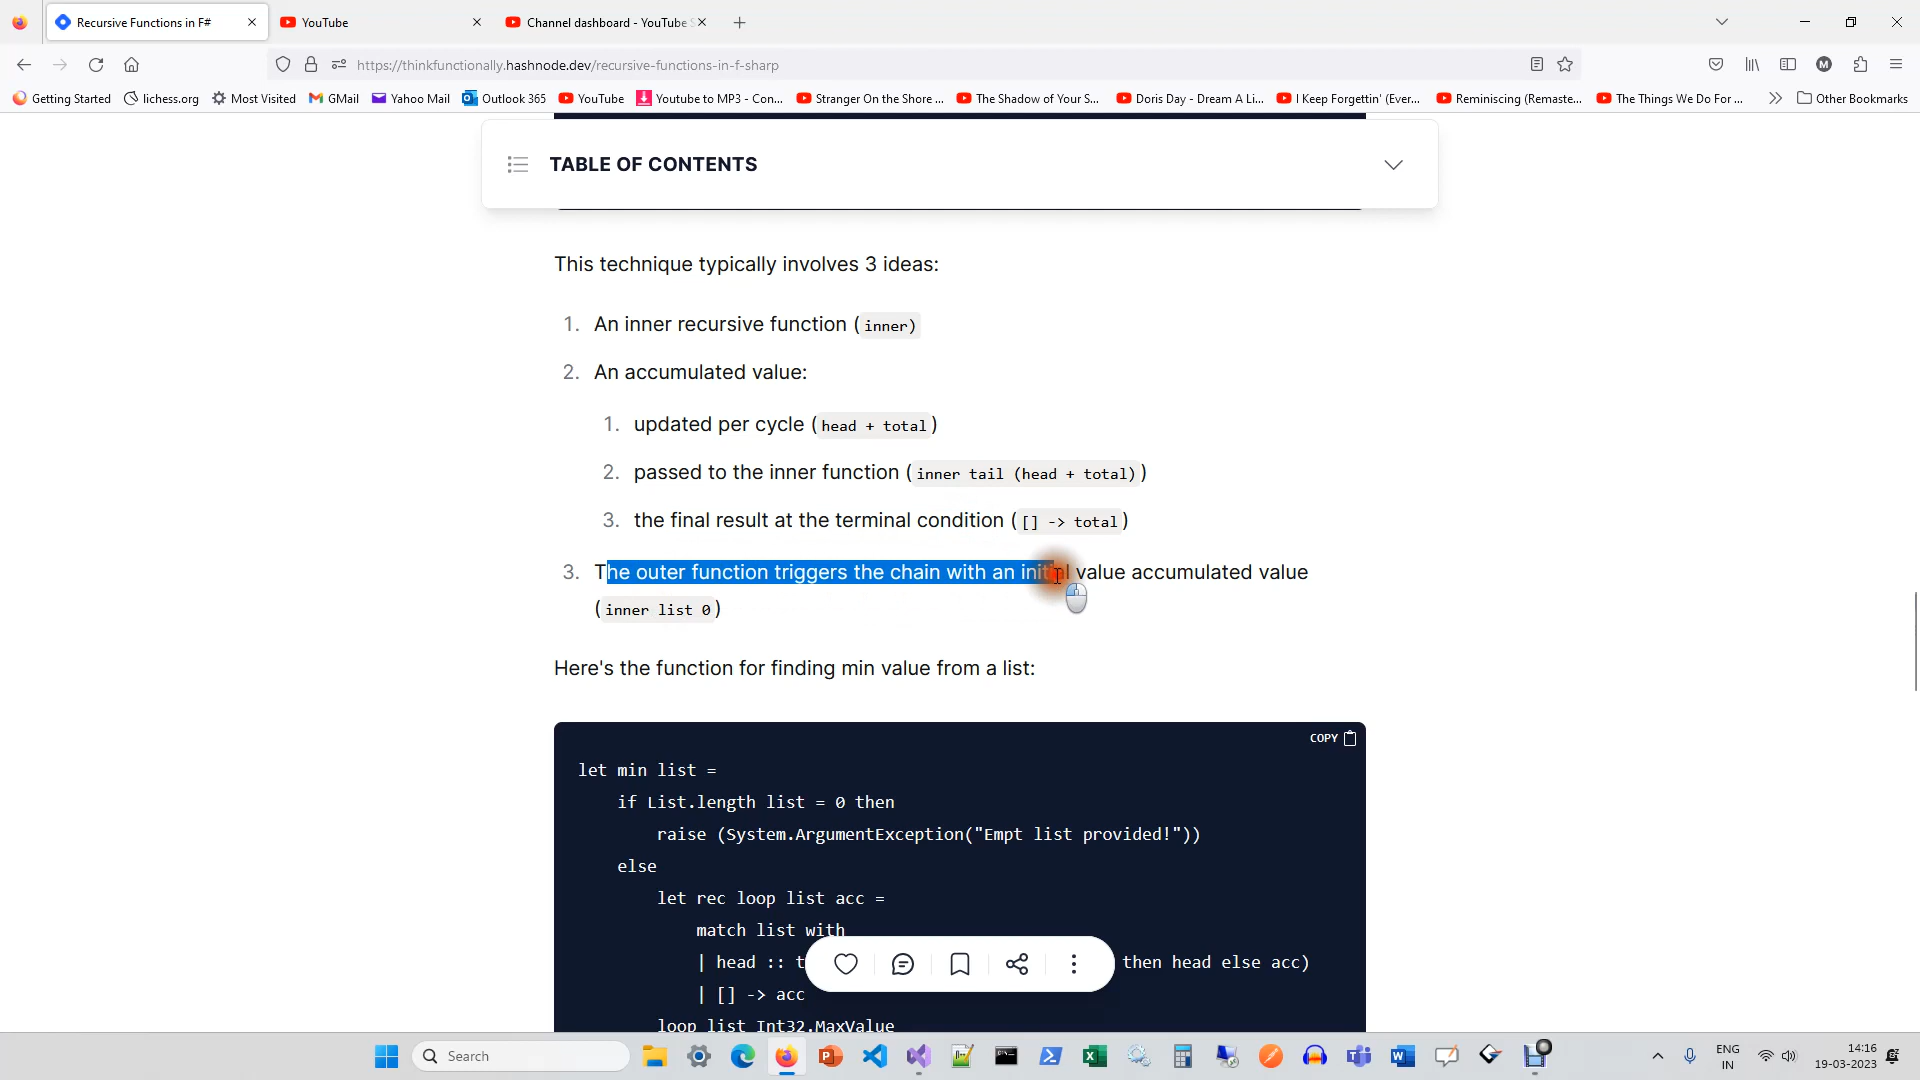 Recursive Functions in F#
YouTube
Channel dashboard - YouTube S
https://thinkfunctionally.hashnode.dev/recursive-functions-in-f-sharp
Getting Started
lichess.org
Most Visited
GMail
Yahoo Mail
Outlook 365
YouTube
Youtube to MP3 - Con...
Stranger On the Shore ...
The Shadow of Your S...
Doris Day - Dream A Li...
I Keep Forgettin' (Ever...
Reminiscing (Remaste...
The Things We Do For ...
Other Bookmarks
TABLE OF CONTENTS
This technique typically involves 3 ideas:
1. An inner recursive function (inner)
2. An accumulated value:
1. updated per cycle (head + total)
2. passed to the inner function (inner tail (head + total))
3. the final result at the terminal condition ([] -> total)
3. The outer function triggers the chain with an initial value accumulated value
(inner list 0)
Here's the function for finding min value from a list:
COPY
let min list =
if List.length list = 0 then
raise (System.ArgumentException("Empt list provided!"))
else
let rec loop list acc =
match list with
| head :: t then head else acc)
| [] -> acc
loop list Int32.MaxValue
Search
ENG
IN
14:16
19-03-2023